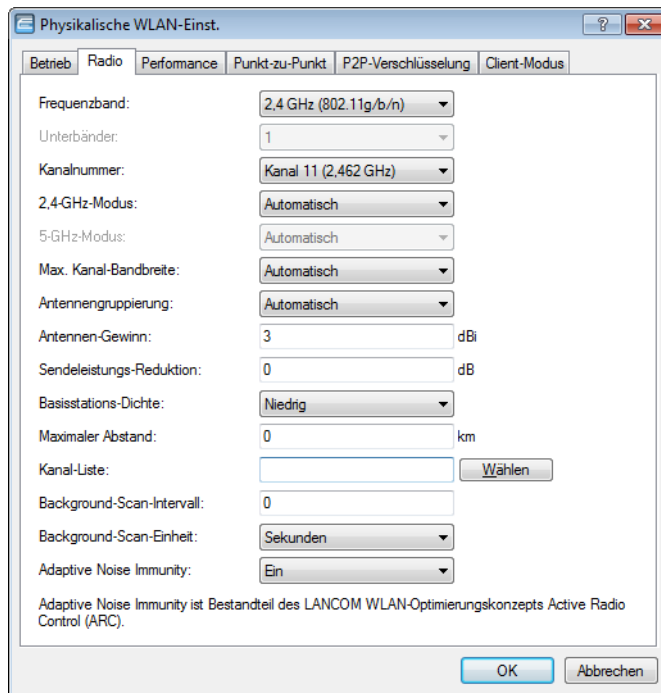 Physikalische WLAN-Einst.
Betrieb Radio Performance Punkt-zu-Punkt P2P-Verschlüsselung Client-Modus
Frequenzband: 2,4 GHz (802.11g/b/n)
Unterbänder: 1
Kanalnummer: Kanal 11 (2,462 GHz)
2,4-GHz-Modus: Automatisch
5-GHz-Modus: Automatisch
Max. Kanal-Bandbreite: Automatisch
Antennengruppierung: Automatisch
Antennen-Gewinn: 3 dBi
Sendeleistungs-Reduktion: 0 dB
Basisstations-Dichte: Niedrig
Maximaler Abstand: 0 km
Kanal-Liste: Wählen
Background-Scan-Intervall: 0
Background-Scan-Einheit: Sekunden
Adaptive Noise Immunity: Ein
Adaptive Noise Immunity ist Bestandteil des LANCOM WLAN-Optimierungskonzepts Active Radio
Control (ARC).
OK Abbrechen